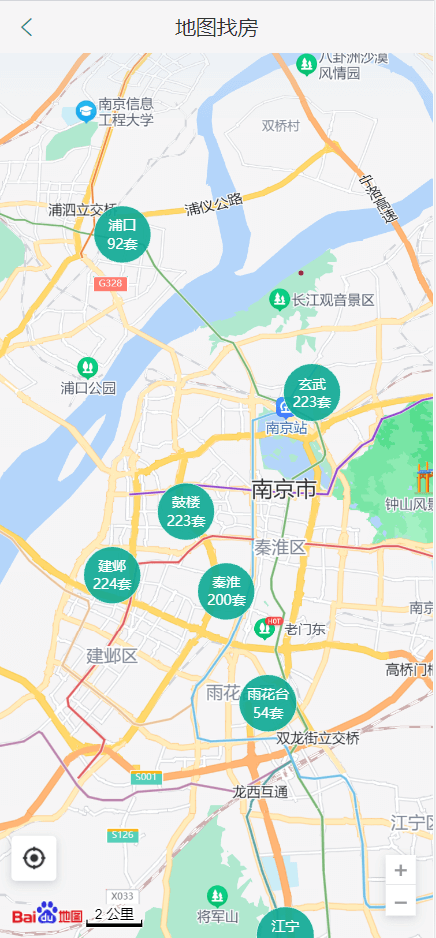 地图找房
八卦洲沙漠
风情园
南京信息
工程大学
双桥村
宁洛高速
浦泗立交桥
浦仪公路
浦口
92套
G328
长江观音景区
浦口公园
玄武
223套
南京站
南京市
鼓楼
223套
钟山风景
秦淮区
建邺
224套
秦淮
200套
南京
HOT
老门东
建邺区
高桥门枢
雨花
雨花台
54套
双龙街立交桥
S001
龙西互通
江宁区
S126
X033
将军山
江宁
Bai du 地图
2 公里
+
−